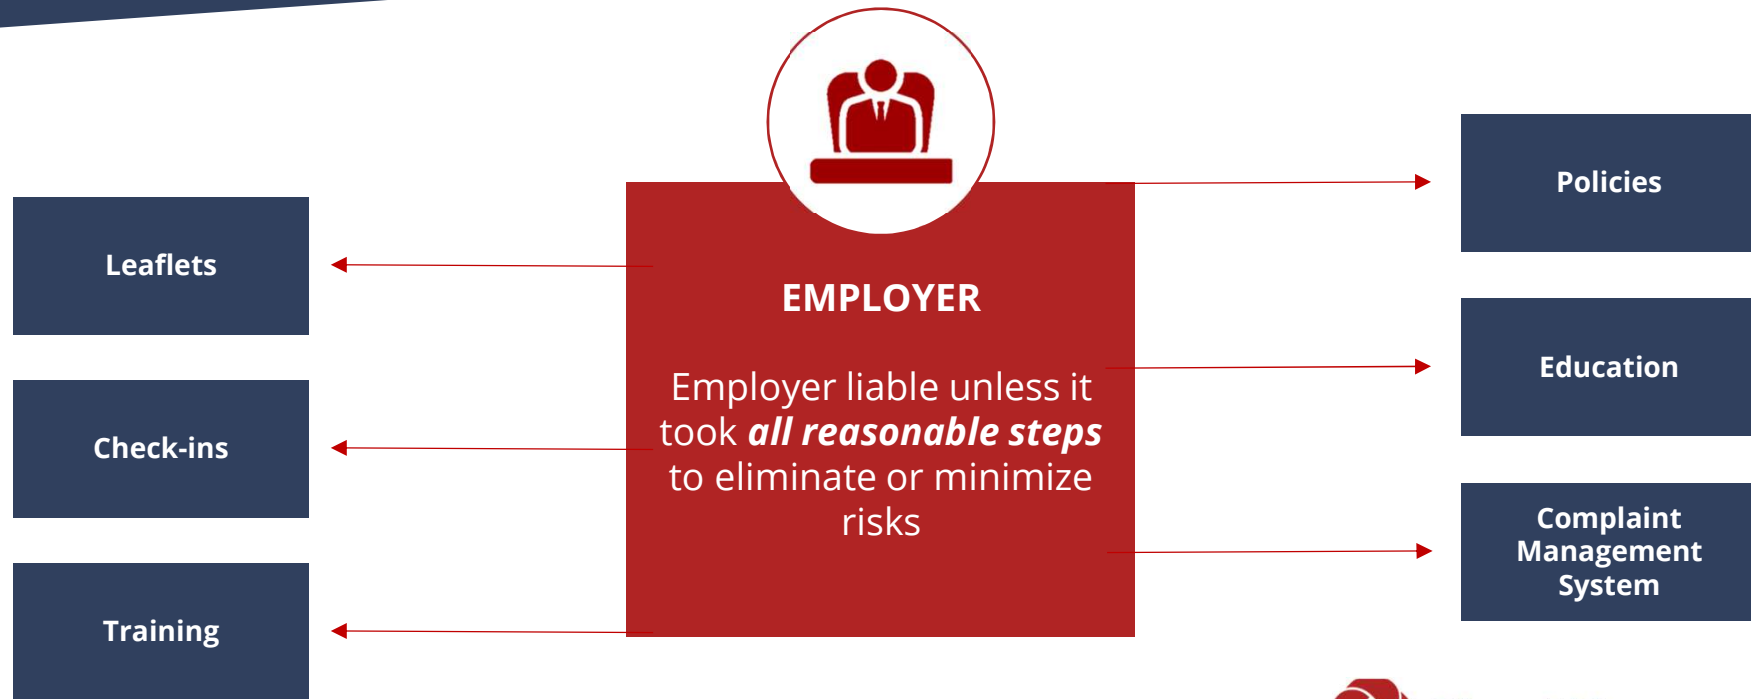 Leaflets
Check-ins
Training
EMPLOYER
Employer liable unless it
took all reasonable steps
to eliminate or minimize
risks
Policies
Education
Complaint
Management
System